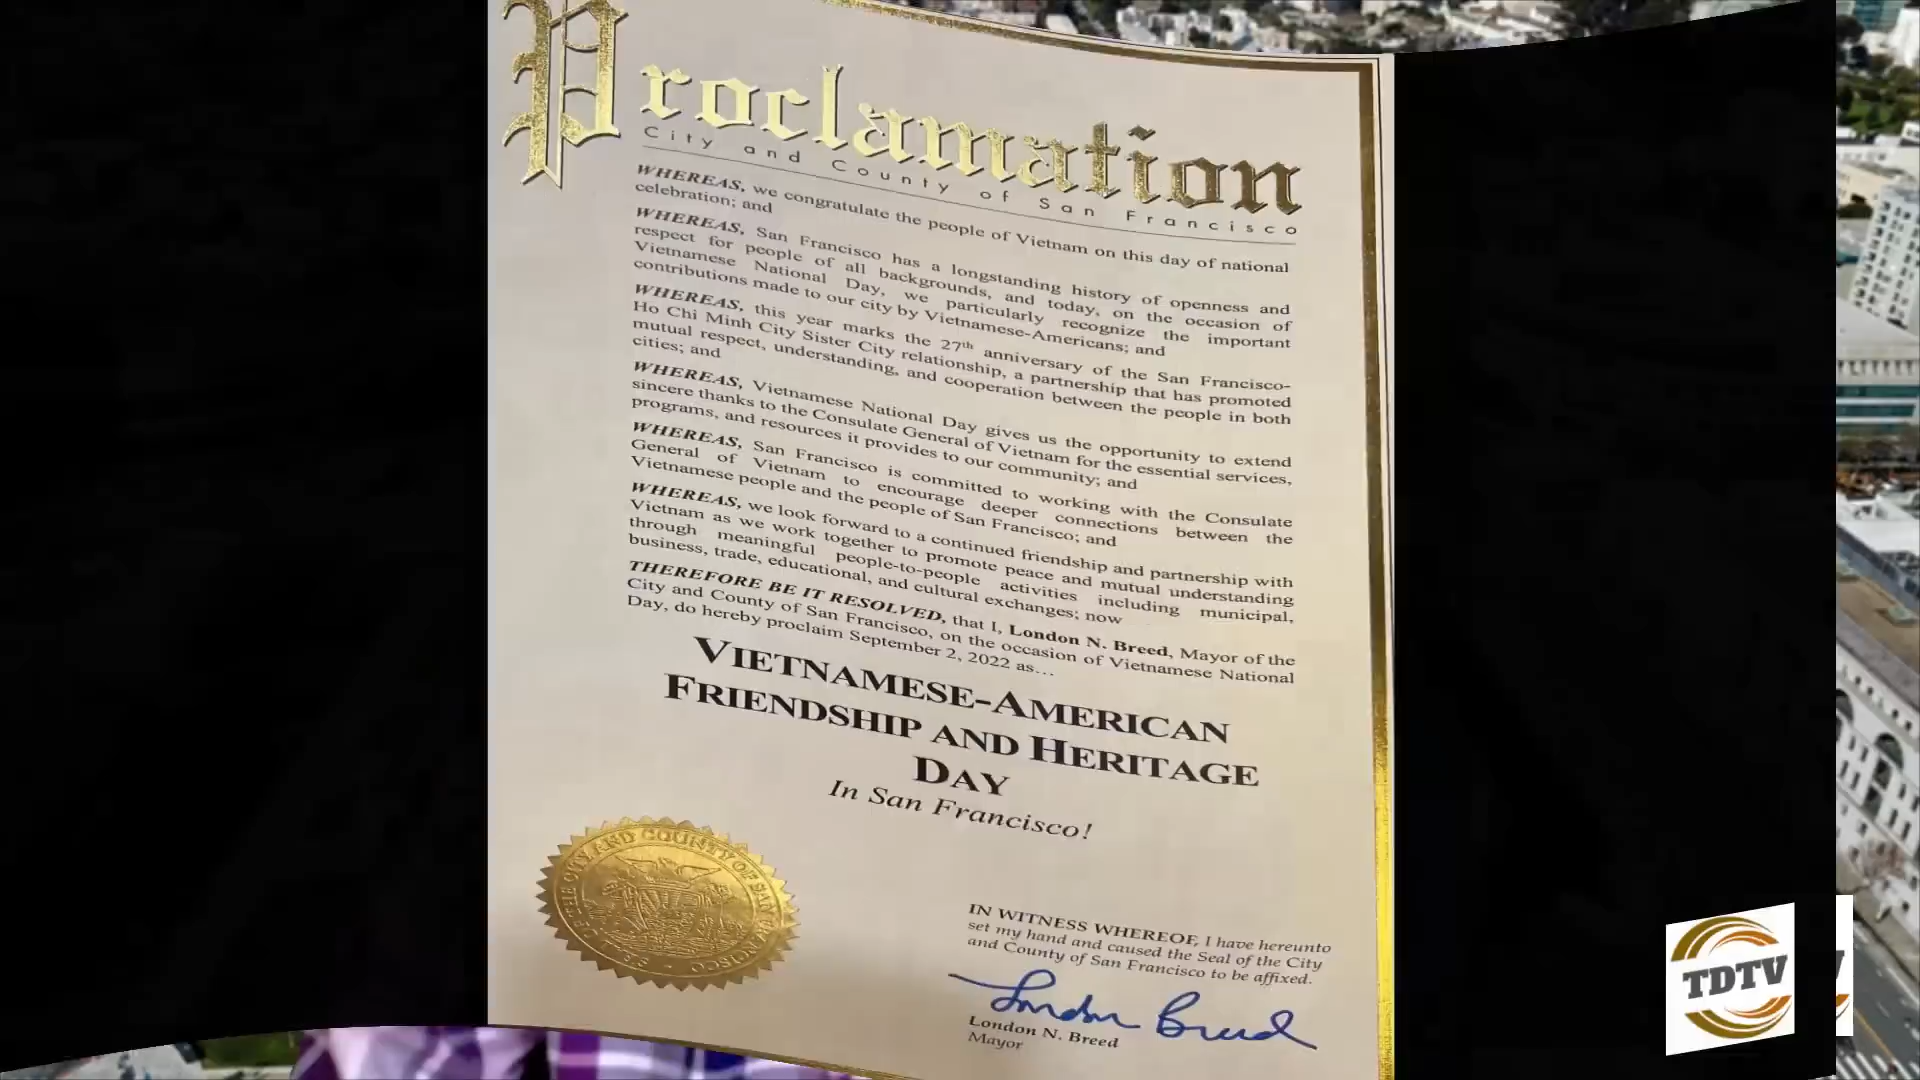 Proclamation
City and County of San Francisco
WHEREAS, we congratulate the people of Vietnam on this day of national
celebration; and
WHEREAS, San Francisco has a longstanding history of openness and
respect for people of all backgrounds, and today, on the occasion of
Vietnamese National Day, we particularly recognize the important
contributions made to our city by Vietnamese-Americans; and
WHEREAS, this year marks the 27th anniversary of the San Francisco-
Ho Chi Minh City Sister City relationship, a partnership that has promoted
mutual respect, understanding, and cooperation between the people in both
cities; and
WHEREAS, Vietnamese National Day gives us the opportunity to extend
sincere thanks to the Consulate General of Vietnam for the essential services,
programs, and resources it provides to our community; and
WHEREAS, San Francisco is committed to working with the Consulate
General of Vietnam to encourage deeper connections between the
Vietnamese people and the people of San Francisco; and
WHEREAS, we look forward to a continued friendship and partnership with
Vietnam as we work together to promote peace and mutual understanding
through meaningful people-to-people activities including municipal,
business, trade, educational, and cultural exchanges; now
THEREFORE BE IT RESOLVED, that I, London N. Breed, Mayor of the
City and County of San Francisco, on the occasion of Vietnamese National
Day, do hereby proclaim September 2, 2022 as…
VIETNAMESE-AMERICAN
FRIENDSHIP AND HERITAGE
DAY
In San Francisco!
SEAL OF THE CITY AND COUNTY OF SAN FRANCISCO
IN WITNESS WHEREOF, I have hereunto
set my hand and caused the Seal of the City
and County of San Francisco to be affixed.
London Breed
London N. Breed
Mayor
TDTV
V